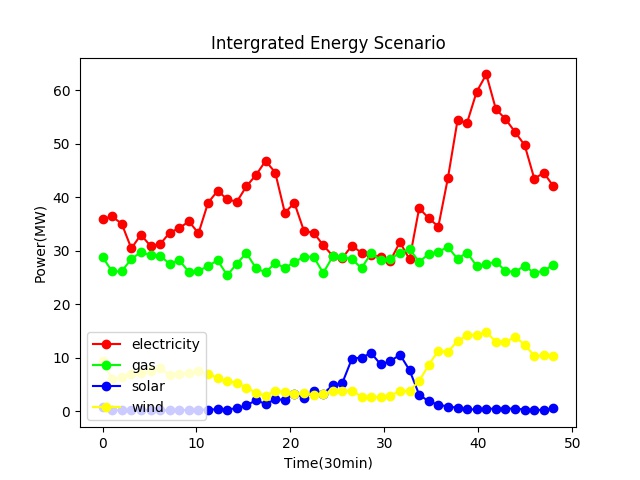 Intergrated Energy Scenario
Power(MW)
60
50
40
30
20
10
0
electricity
gas
solar
wind
0 10 20 30 40 50
Time(30min)